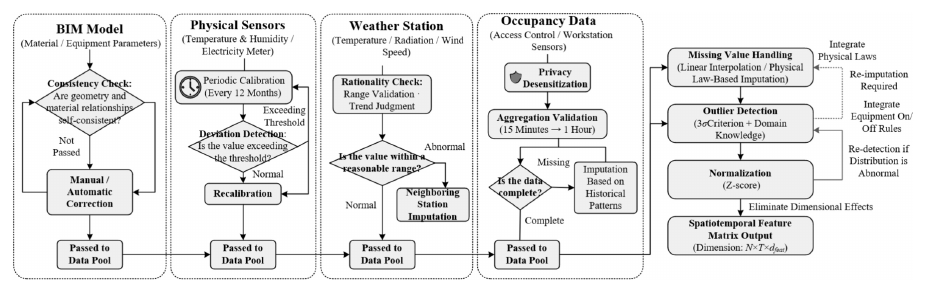 BIM Model
(Material / Equipment Parameters)
Consistency Check:
Are geometry and
material relationships
self-consistent?
Not
Passed
Manual /
Automatic
Correction
Passed to
Data Pool
Physical Sensors
(Temperature & Humidity /
Electricity Meter)
Periodic Calibration
(Every 12 Months)
Exceeding
Threshold
Deviation Detection:
Is the value exceeding
the threshold?
Normal
Recalibration
Passed to
Data Pool
Weather Station
(Temperature / Radiation / Wind
Speed)
Rationality Check:
Range Validation ·
Trend Judgment
Abnormal
Is the value within a
reasonable range?
Neighboring
Station
Imputation
Normal
Passed to
Data Pool
Occupancy Data
(Access Control / Workstation
Sensors)
Privacy
Desensitization
Aggregation Validation
(15 Minutes → 1 Hour)
Missing
Is the data
complete?
Imputation
Based on
Historical
Patterns
Complete
Passed to
Data Pool
Missing Value Handling
(Linear Interpolation / Physical
Law-Based Imputation)
Integrate
Physical Laws
Re-imputation
Required
Outlier Detection
(3σCriterion + Domain
Knowledge)
Integrate
Equipment On/
Off Rules
Re-detection if
Distribution is
Abnormal
Normalization
(Z-score)
Eliminate Dimensional Effects
Spatiotemporal Feature
Matrix Output
(Dimension: N×T×dfeat)